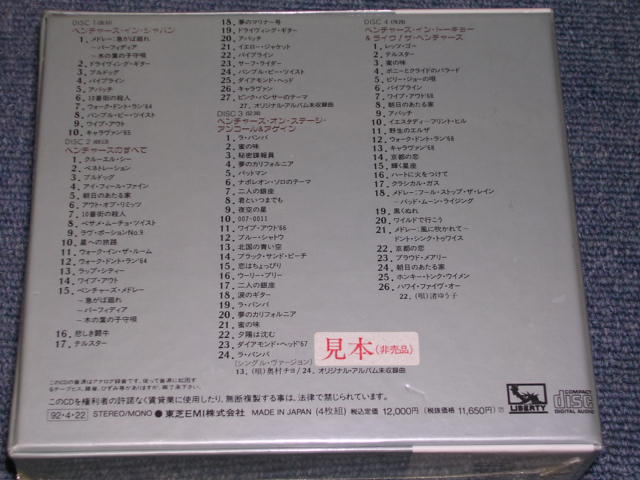 DISC 1
ベンチャーズ・イン・ジャパン
1. メドレー：急がば廻れ
～パーフィディア
～木の葉の子守唄
2. ドライヴィング・ギター
3. ブルドッグ
4. パイプライン
5. アパッチ
6. 10番街の殺人
7. ウォーク・ドント・ラン'64
8. バンブル・ビー・ツイスト
9. ワイプ・アウト
10. キャラヴァン'65
DISC 2
ベンチャーズのすべて
1. クルーエル・シー
2. ペネトレーション
3. ブルドッグ
4. アイ・フィール・ファイン
5. 朝日のあたる家
6. アウト・オブ・リミッツ
7. 10番街の殺人
8. ベサメ・ムーチョ・ツイスト
9. ラヴ・ポーションNo.9
10. 星への旅路
11. ウォーク・イン・ザ・ルーム
12. ウォーク・ドント・ラン'64
13. ラップ・シティー
14. ワイプ・アウト
15. ベンチャーズ・メドレー
～急がば廻れ
～パーフィディア
～木の葉の子守唄
16. 悲しき闘牛
17. テルスター
18. 夢のマリナー号
19. ドライヴィング・ギター
20. アパッチ
21. イエロー・ジャケット
22. パイプライン
23. サーフ・ライダー
24. バンブル・ビー・ツイスト
25. ダイアモンド・ヘッド
26. キャラヴァン
27. ピンク・パンサーのテーマ
27. オリジナル・アルバム未収録曲
DISC 3
ベンチャーズ・オン・ステージ・
アンコール&アゲイン
1. ラ・バンバ
2. 蜜の味
3. 秘密諜報員
4. 夢のカリフォルニア
5. バットマン
6. ナポレオン・ソロのテーマ
7. 二人の銀座
8. 君といつまでも
9. 夜空の星
10. 007-0011
11. ワイプ・アウト'66
12. ブルー・シャトウ
13. 北国の青い空
14. ブラック・サンド・ビーチ
15. 恋はちょっぴり
16. ウーリー・ブリー
17. 二人の銀座
18. 涙のギター
19. ラ・バンバ
20. 夢のカリフォルニア
21. 蜜の味
22. 夕陽は沈む
23. ダイアモンド・ヘッド'67
24. ラ・バンバ
(シングル・ヴァージョン)
13. (唄)奥村チヨ/24. オリジナル・アルバム未収録曲
見本(非売品)
DISC 4
ベンチャーズ・イン・トーキョー
&ライヴ！ザ・ベンチャーズ
1. レッツ・ゴー
2. テルスター
3. 蜜の味
4. ボニーとクライドのバラード
5. ビリー・ジョーの唄
6. パイプライン
7. ワイプ・アウト'68
8. 朝日のあたる家
9. アパッチ
10. イエスタディ～プリント・ヒル
11. 野生のエルザ
12. ウォーク・ドント・ラン'68
13. キャラヴァン'68
14. 京都の恋
15. 輝く星座
16. ハートに火をつけて
17. クラシカル・ガス
18. メドレー：フール・ストップ・ザ・レイン
～バッド・ムーン・ライジング
19. 黒くぬれ
20. ワイルドで行こう
21. メドレー：風に吹かれて～
ドント・シンク・トゥワイス
22. 京都の恋
23. プラウド・メアリー
24. 朝日のあたる家
25. ホンキー・トンク・ウイメン
26. ハワイ・ファイヴ・オー
22. (唄)渚ゆう子
このCDを権利者の許諾なく賃貸業に使用したり、無断複製する事は、法律で禁じられています。
92・4・22 STEREO/MONO ●東芝EMI株式会社 MADE IN JAPAN (4枚組) 税込定価 12,000円 (税抜価格 11,650円)
LIBERTY
COMPACT
disc
DIGITAL AUDIO